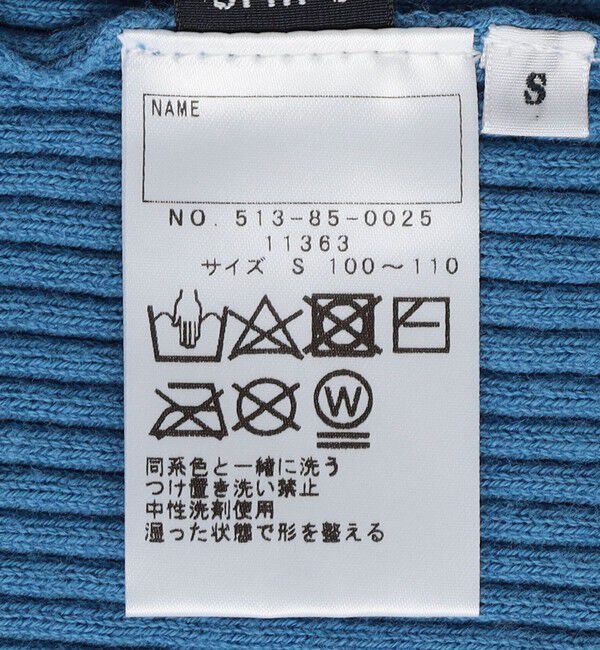 S
NAME
NO. 513-85-0025
11363
サイズ S 100〜110
W
同系色と一緒に洗う
つけ置き洗い禁止
中性洗剤使用
湿った状態で形を整える